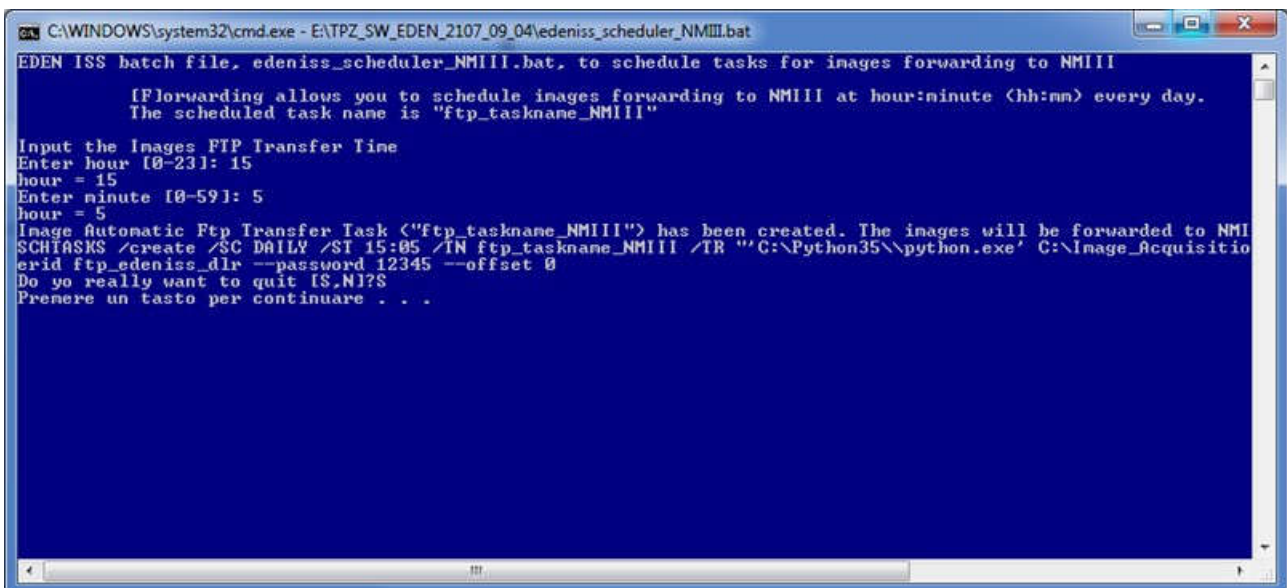 C:\WINDOWS\system32\cmd.exe - E:\TPZ_SW_EDEN_2107_09_04\edeniss_scheduler_NMIII.bat
EDEN ISS batch file, edeniss_scheduler_NMIII.bat, to schedule tasks for images forwarding to NMIII
[F]orwarding allows you to schedule images forwarding to NMIII at hour:minute (hh:mm) every day.
The scheduled task name is "ftp_taskname_NMIII"
Input the Images FTP Transfer Time
Enter hour [0-23]: 15
hour = 15
Enter minute [0-59]: 5
hour = 5
Image Automatic Ftp Transfer Task ("ftp_taskname_NMIII") has been created. The images will be forwarded to NMI
SCHTASKS /create /SC DAILY /ST 15:05 /TN ftp_taskname_NMIII /TR "'C:\Python35\\python.exe' C:\Image_Acquisitio
erid ftp_edeniss_dlr --password 12345 --offset 0
Do yo really want to quit [S,N]?S
Premere un tasto per continuare . . .